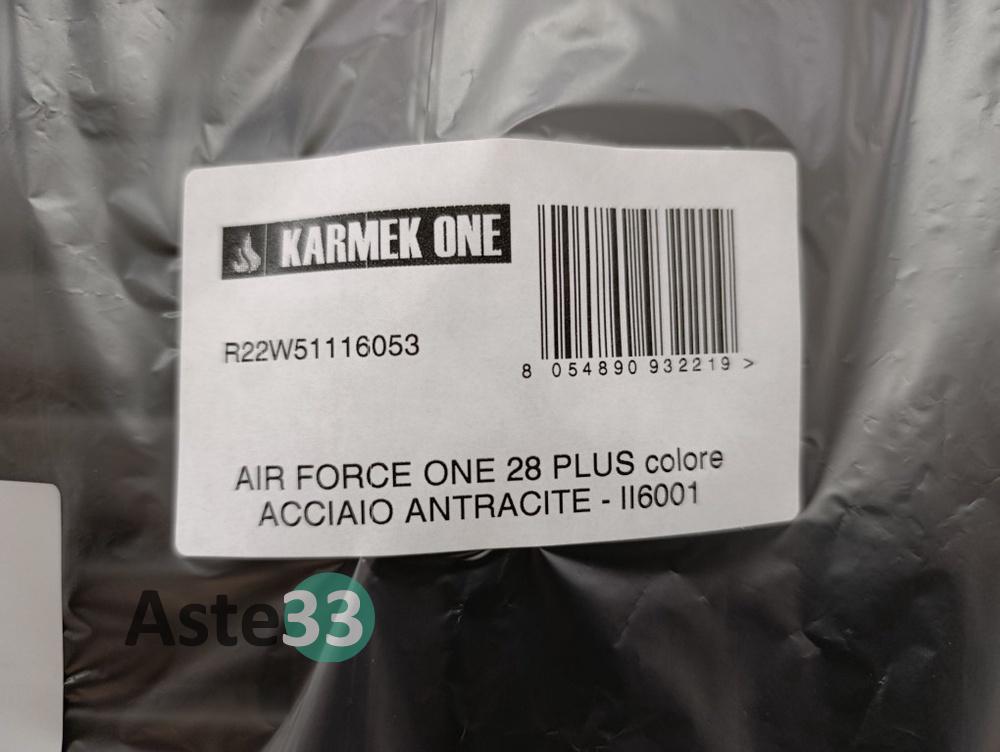 KARMEK ONE
R22W51116053
8 054890 932219 >
AIR FORCE ONE 28 PLUS colore
ACCIAIO ANTRACITE - II6001
Aste33